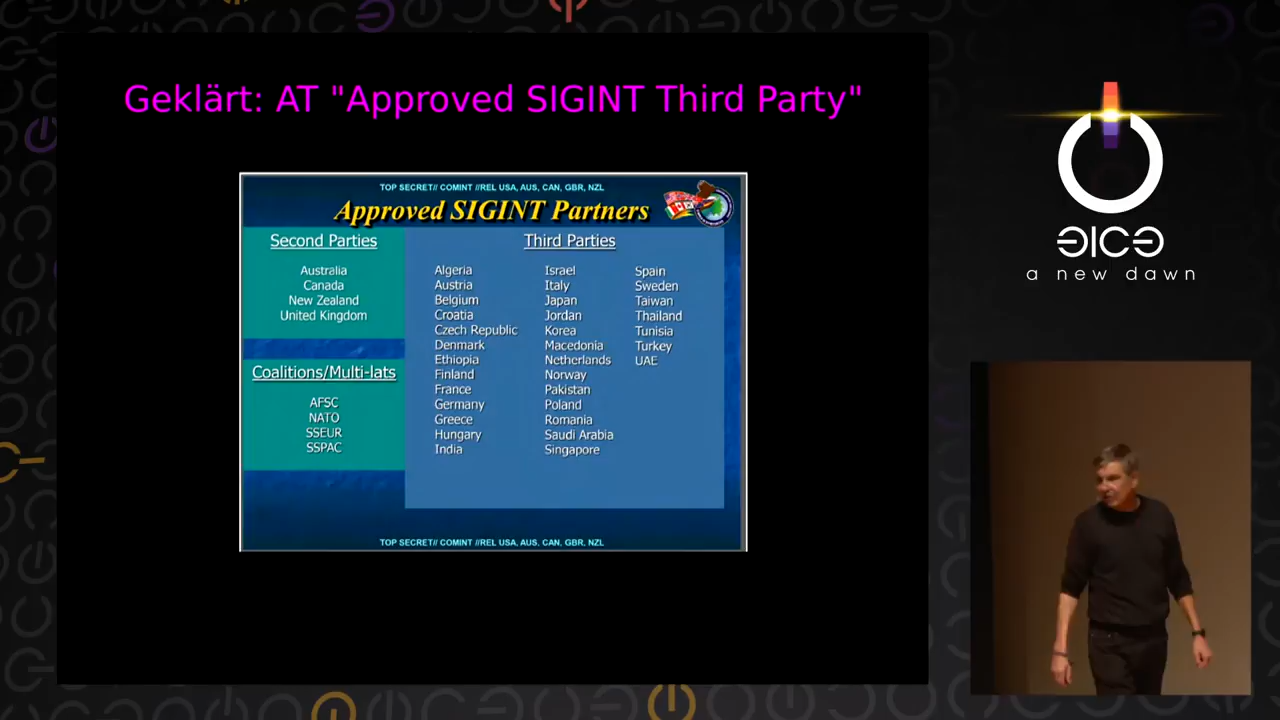 Geklärt: AT "Approved SIGINT Third Party"
TOP SECRET// COMINT //REL USA, AUS, CAN, GBR, NZL
Approved SIGINT Partners
Second Parties
Australia
Canada
New Zealand
United Kingdom
Coalitions/Multi-lats
AFSC
NATO
SSEUR
SSPAC
Third Parties
Algeria
Austria
Belgium
Croatia
Czech Republic
Denmark
Ethiopia
Finland
France
Germany
Greece
Hungary
India
Israel
Italy
Japan
Jordan
Korea
Macedonia
Netherlands
Norway
Pakistan
Poland
Romania
Saudi Arabia
Singapore
Spain
Sweden
Taiwan
Thailand
Tunisia
Turkey
UAE
TOP SECRET// COMINT //REL USA, AUS, CAN, GBR, NZL
a new dawn